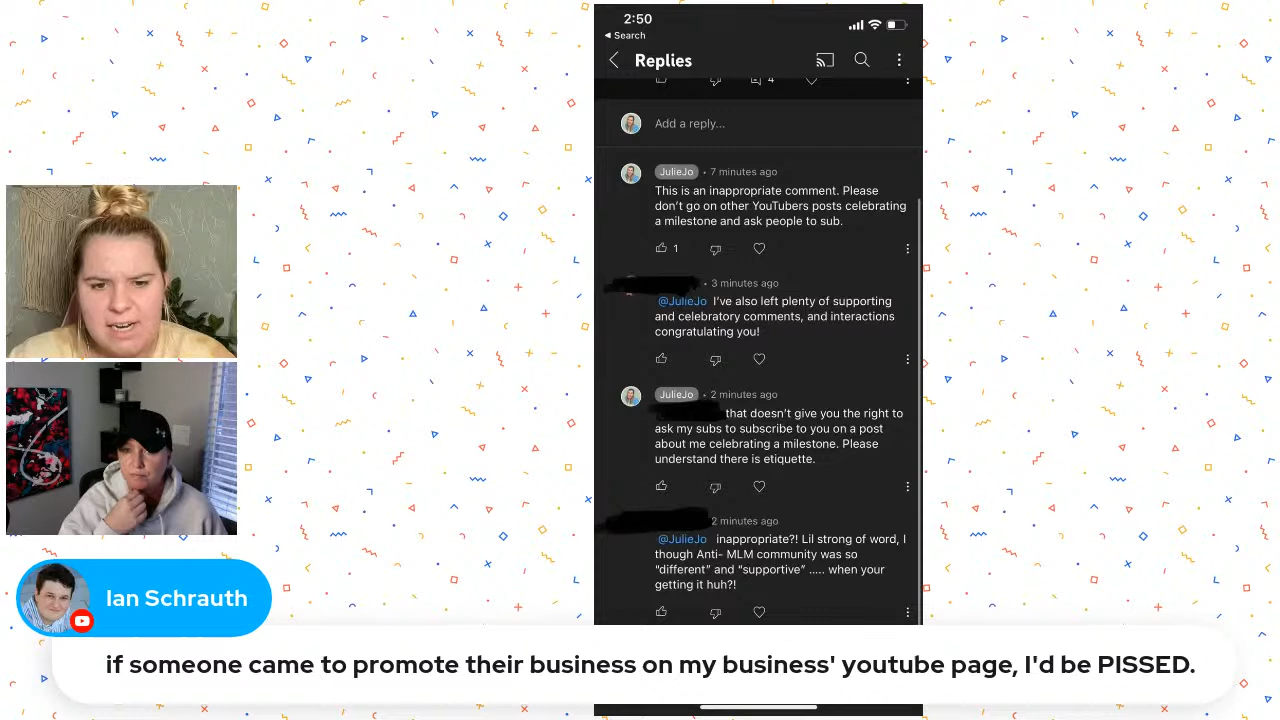 2:50
Search
Replies
4
Add a reply...
JulieJo • 7 minutes ago
This is an inappropriate comment. Please
don't go on other YouTubers posts celebrating
a milestone and ask people to sub.
1
• 3 minutes ago
@JulieJo I've also left plenty of supporting
and celebratory comments, and interactions
congratulating you!
JulieJo • 2 minutes ago
that doesn't give you the right to
ask my subs to subscribe to you on a post
about me celebrating a milestone. Please
understand there is etiquette.
2 minutes ago
@JulieJo inappropriate?! Lil strong of word, I
though Anti- MLM community was so
"different" and "supportive" ..... when your
getting it huh?!
Ian Schrauth
if someone came to promote their business on my business' youtube page, I'd be PISSED.